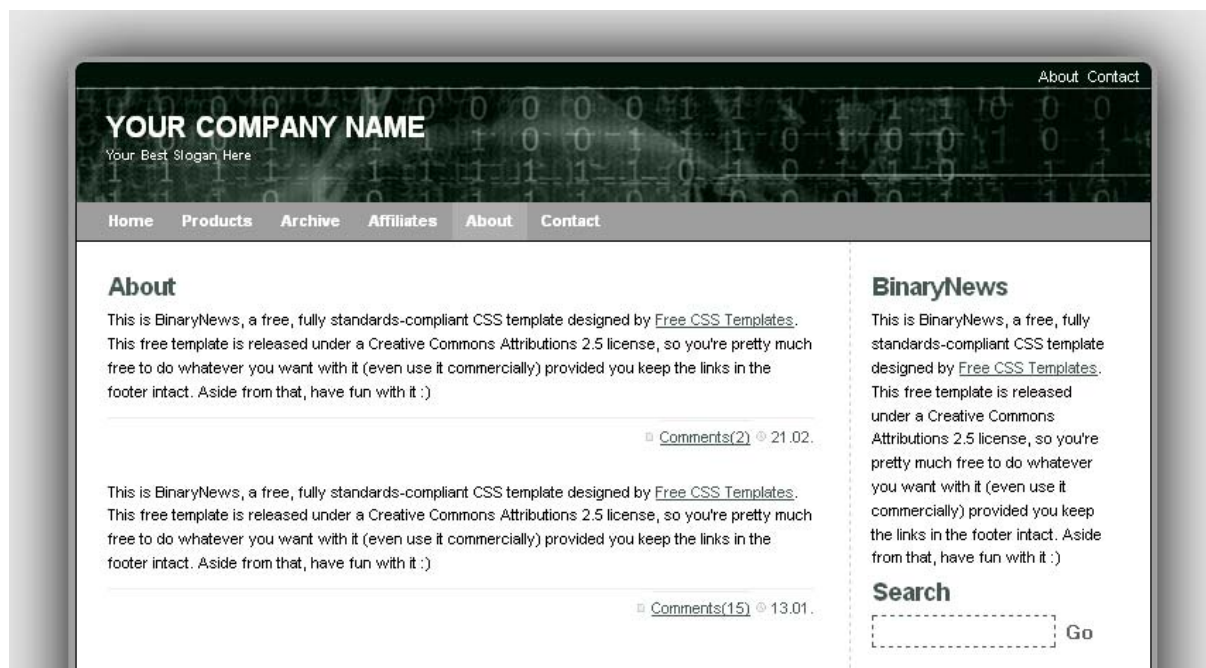 About Contact
YOUR COMPANY NAME
Your Best Slogan Here
Home Products Archive Affiliates About Contact
About
This is BinaryNews, a free, fully standards-compliant CSS template designed by Free CSS Templates.
This free template is released under a Creative Commons Attributions 2.5 license, so you're pretty much
free to do whatever you want with it (even use it commercially) provided you keep the links in the
footer intact. Aside from that, have fun with it :)
Comments(2) 21.02.
This is BinaryNews, a free, fully standards-compliant CSS template designed by Free CSS Templates.
This free template is released under a Creative Commons Attributions 2.5 license, so you're pretty much
free to do whatever you want with it (even use it commercially) provided you keep the links in the
footer intact. Aside from that, have fun with it :)
Comments(15) 13.01.
BinaryNews
This is BinaryNews, a free, fully
standards-compliant CSS template
designed by Free CSS Templates.
This free template is released
under a Creative Commons
Attributions 2.5 license, so you're
pretty much free to do whatever
you want with it (even use it
commercially) provided you keep
the links in the footer intact. Aside
from that, have fun with it :)
Search
Go